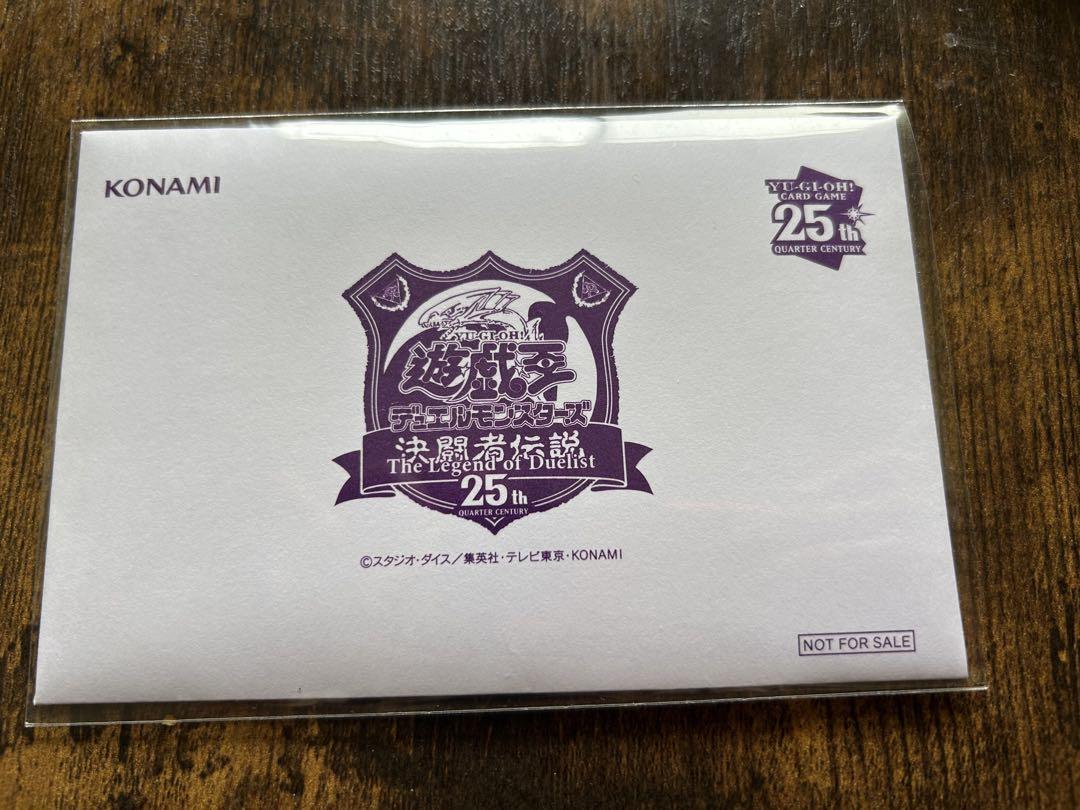 KONAMI
YU-GI-OH!
CARD GAME
25th
QUARTER CENTURY
YU-GI-OH!
遊戯王
デュエルモンスターズ
決闘者伝説
The Legend of Duelist
25th
QUARTER CENTURY
©スタジオ・ダイス／集英社・テレビ東京・KONAMI
NOT FOR SALE